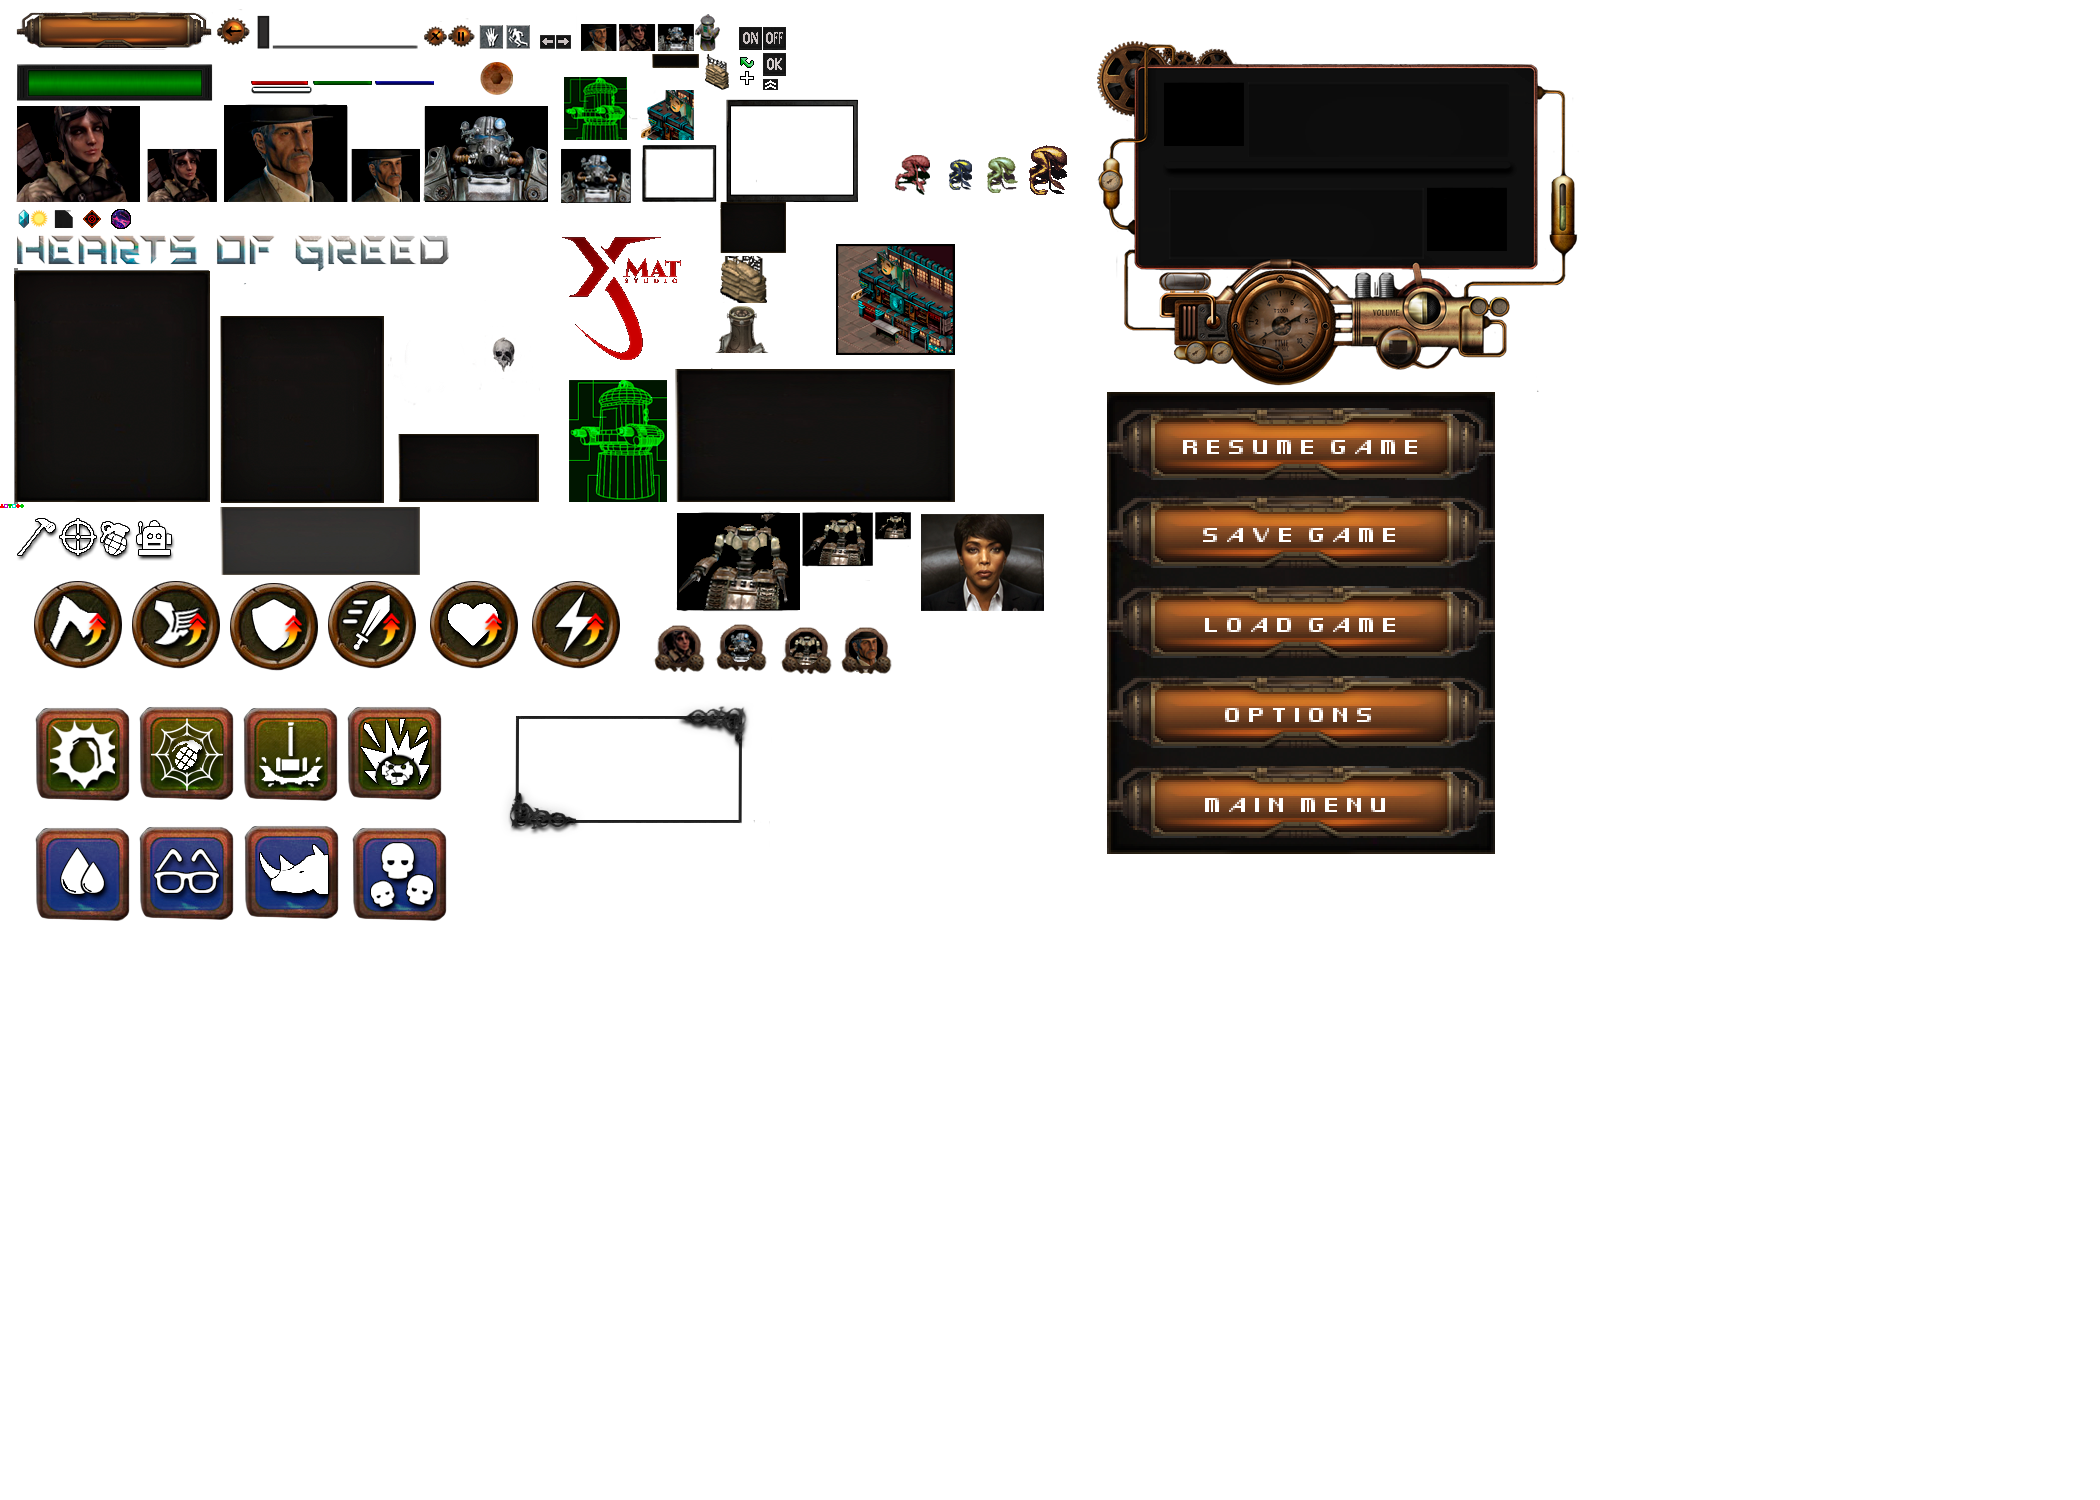 ON OFF
OK
HEARTS OF GREED
XMAT
STUDIO
VOLUME
RESUME GAME
SAVE GAME
LOAD GAME
OPTIONS
MAIN MENU